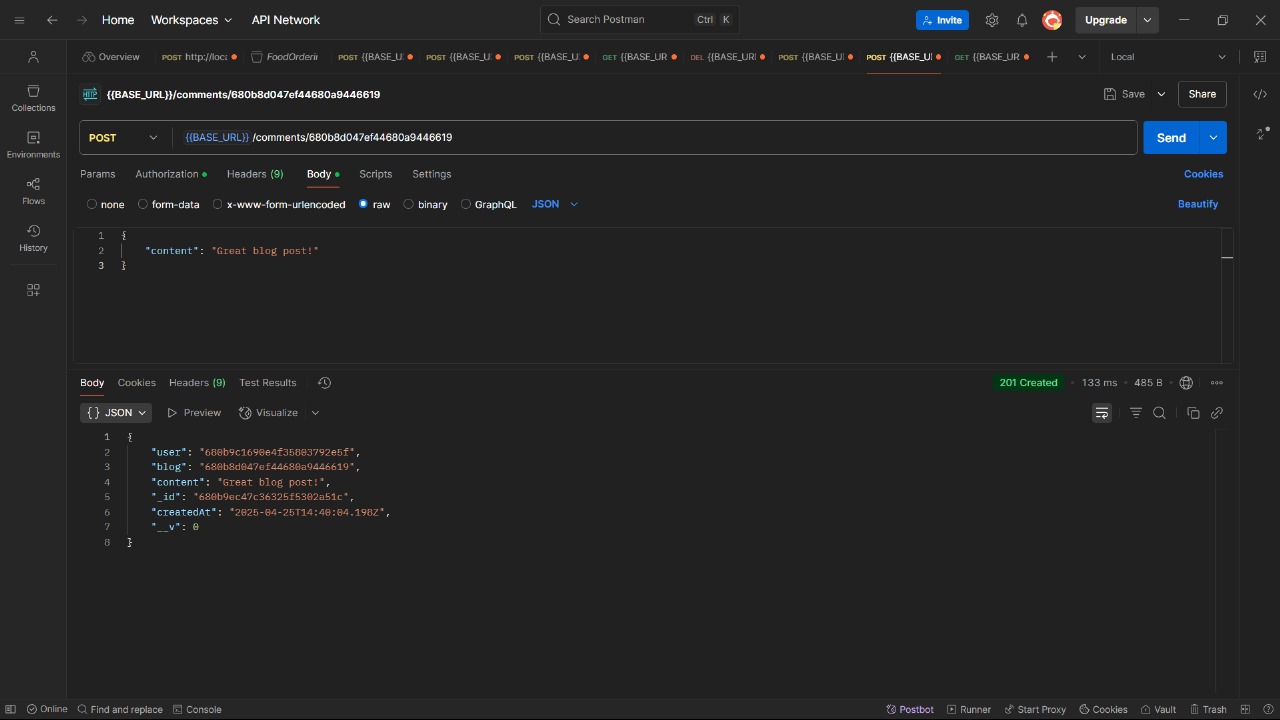 Home Workspaces API Network Search Postman Ctrl K Invite Upgrade
Overview POST http://loca FoodOrderin POST {{BASE_U POST {{BASE_U POST {{BASE_U GET {{BASE_UR DEL {{BASE_URI POST {{BASE_U POST {{BASE_U GET {{BASE_UR Local
Collections
Environments
Flows
History
HTTP {{BASE_URL}}/comments/680b8d047ef44680a9446619 Save Share
POST {{BASE_URL}} /comments/680b8d047ef44680a9446619 Send
Params Authorization Headers (9) Body Scripts Settings Cookies
none form-data x-www-form-urlencoded raw binary GraphQL JSON Beautify
1 {
2 "content": "Great blog post!"
3 }
Body Cookies Headers (9) Test Results 201 Created 133 ms 485 B
{} JSON Preview Visualize
1 {
2 "user": "680b9c1690e4f35803792e5f",
3 "blog": "680b8d047ef44680a9446619",
4 "content": "Great blog post!",
5 "_id": "680b9ec47c36325f5302a51c",
6 "createdAt": "2025-04-25T14:40:04.198Z",
7 "__v": 0
8 }
Online Find and replace Console Postbot Runner Start Proxy Cookies Vault Trash